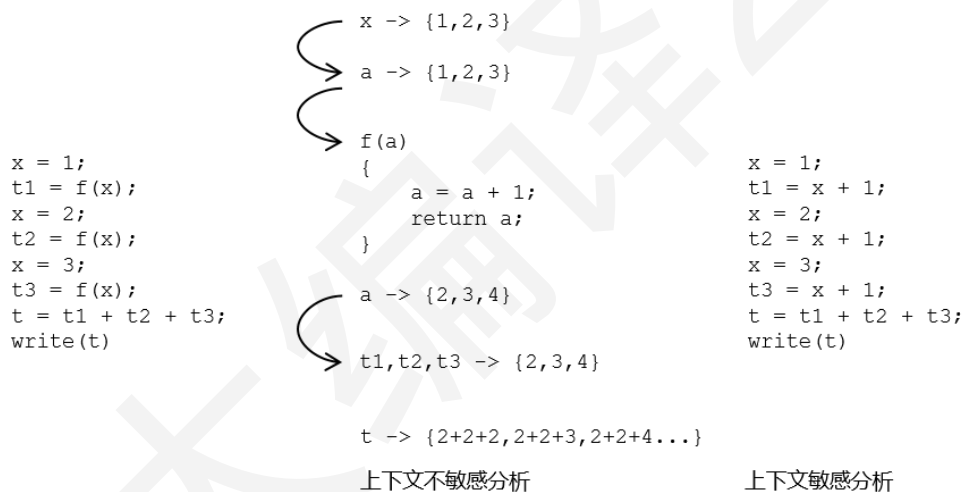 x = 1;
t1 = f(x);
x = 2;
t2 = f(x);
x = 3;
t3 = f(x);
t = t1 + t2 + t3;
write(t)
x -> {1,2,3}
a -> {1,2,3}
f(a)
{
a = a + 1;
return a;
}
a -> {2,3,4}
t1,t2,t3 -> {2,3,4}
t -> {2+2+2,2+2+3,2+2+4...}
上下文不敏感分析
x = 1;
t1 = x + 1;
x = 2;
t2 = x + 1;
x = 3;
t3 = x + 1;
t = t1 + t2 + t3;
write(t)
上下文敏感分析
大编译